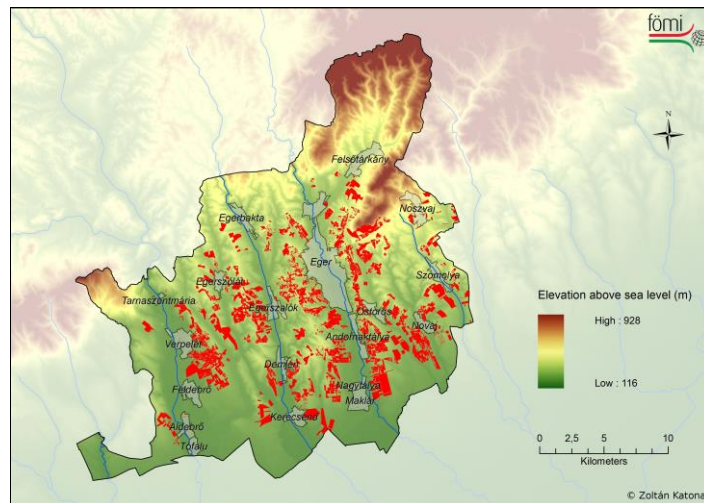 fömi
N
Felsőtárkány
Noszvaj
Egerbakta
Eger
Szomolya
Egerszólát
Tarnaszentmária
Egerszalók
Ostoros
Novaj
Andornaktálya
Verpelét
Demjén
Nagytálya
Feldebrő
Maklár
Kerecsend
Aldebrő
Tófalu
Elevation above sea level (m)
High : 928
Low : 116
0 2,5 5 10
Kilometers
© Zoltán Katona